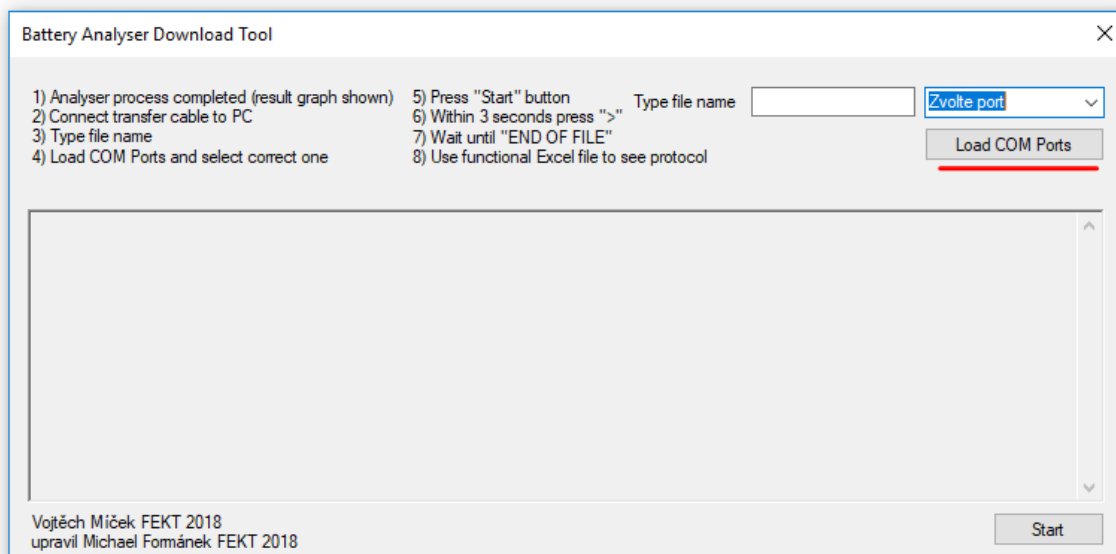 Battery Analyser Download Tool
1) Analyser process completed (result graph shown)
2) Connect transfer cable to PC
3) Type file name
4) Load COM Ports and select correct one
5) Press "Start" button
6) Within 3 seconds press ">"
7) Wait until "END OF FILE"
8) Use functional Excel file to see protocol
Type file name
Zvolte port
Load COM Ports
Vojtěch Míček FEKT 2018
upravil Michael Formánek FEKT 2018
Start